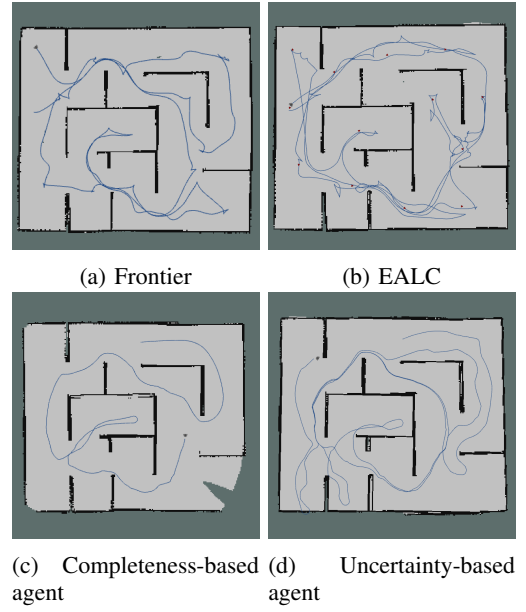 (a) Frontier
(b) EALC
(c) Completeness-based agent
(d) Uncertainty-based agent